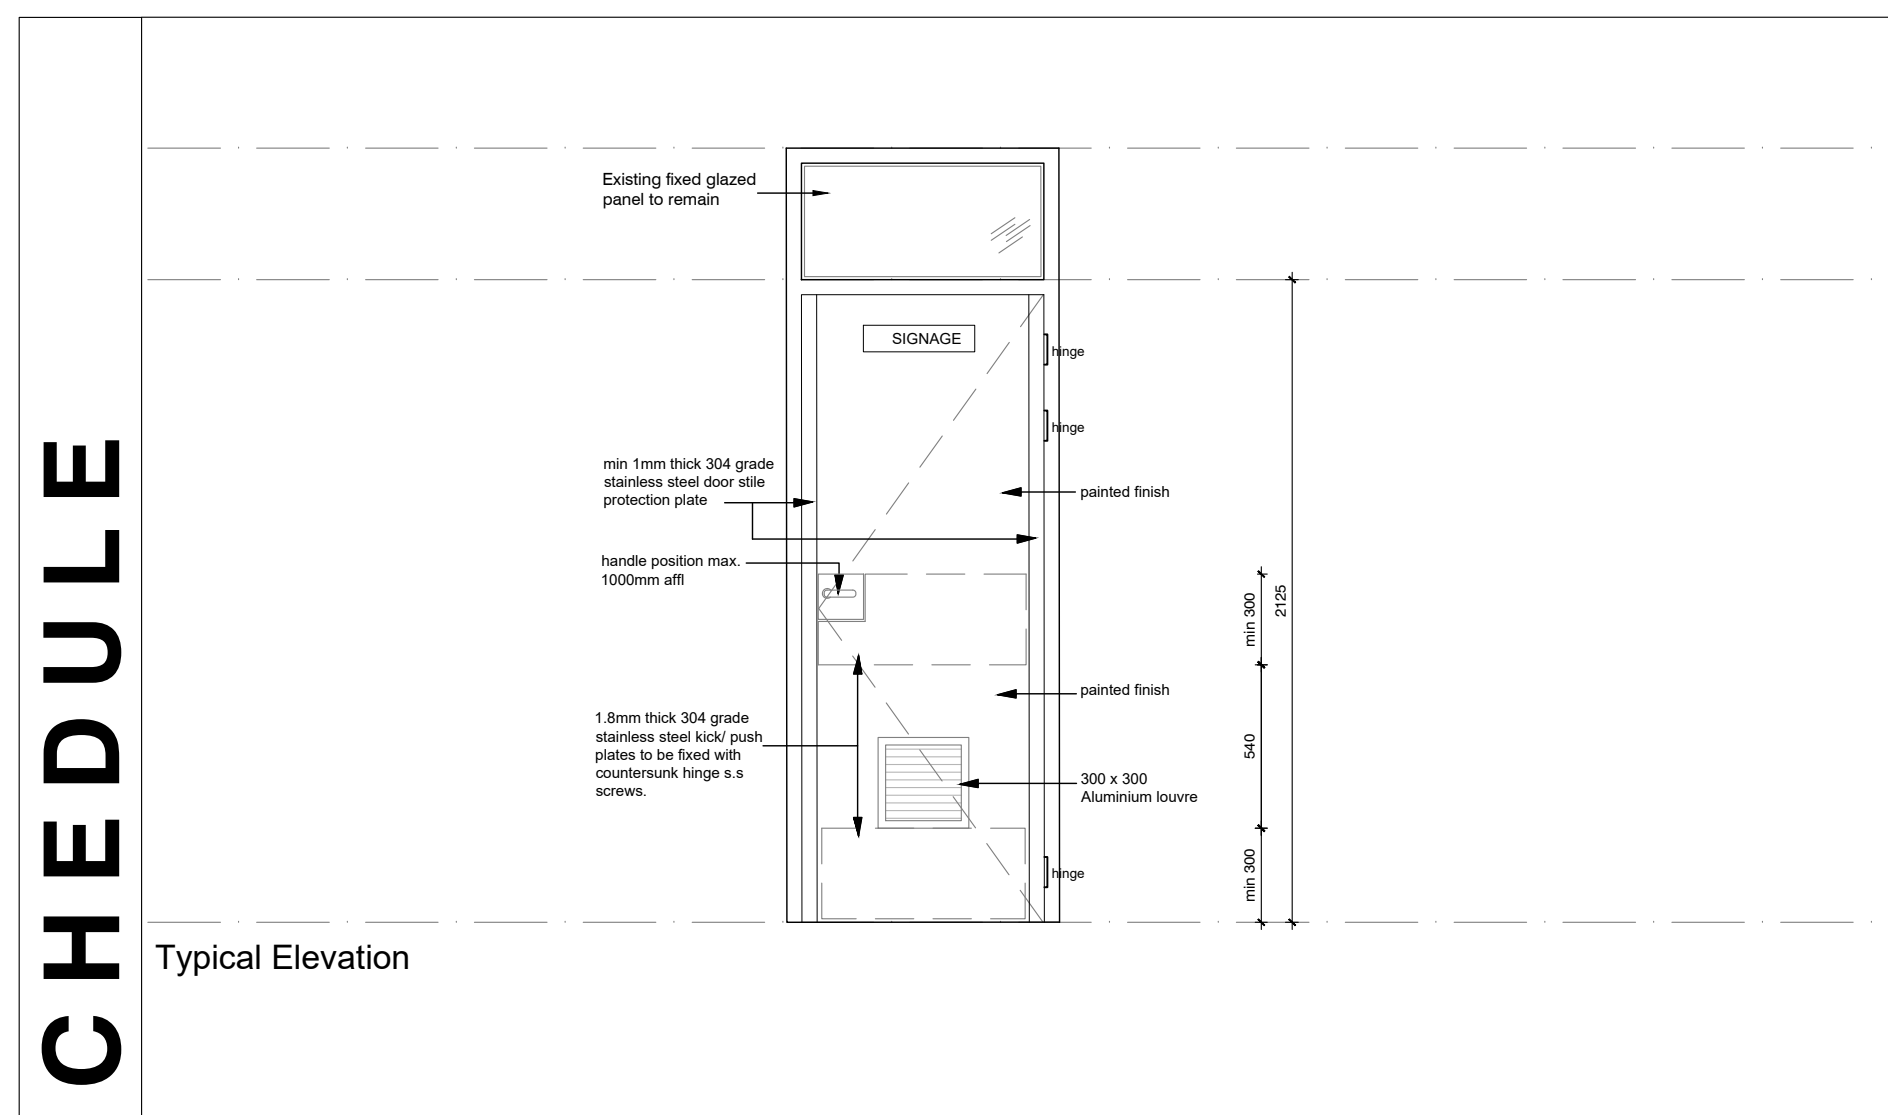 CHEDULE
Existing fixed glazed
panel to remain
SIGNAGE
hinge
hinge
min 1mm thick 304 grade
stainless steel door stile
protection plate
painted finish
handle position max.
1000mm affl
min 300
2125
painted finish
1.8mm thick 304 grade
stainless steel kick/ push
plates to be fixed with
countersunk hinge s.s
screws.
540
300 x 300
Aluminium louvre
min 300
hinge
Typical Elevation